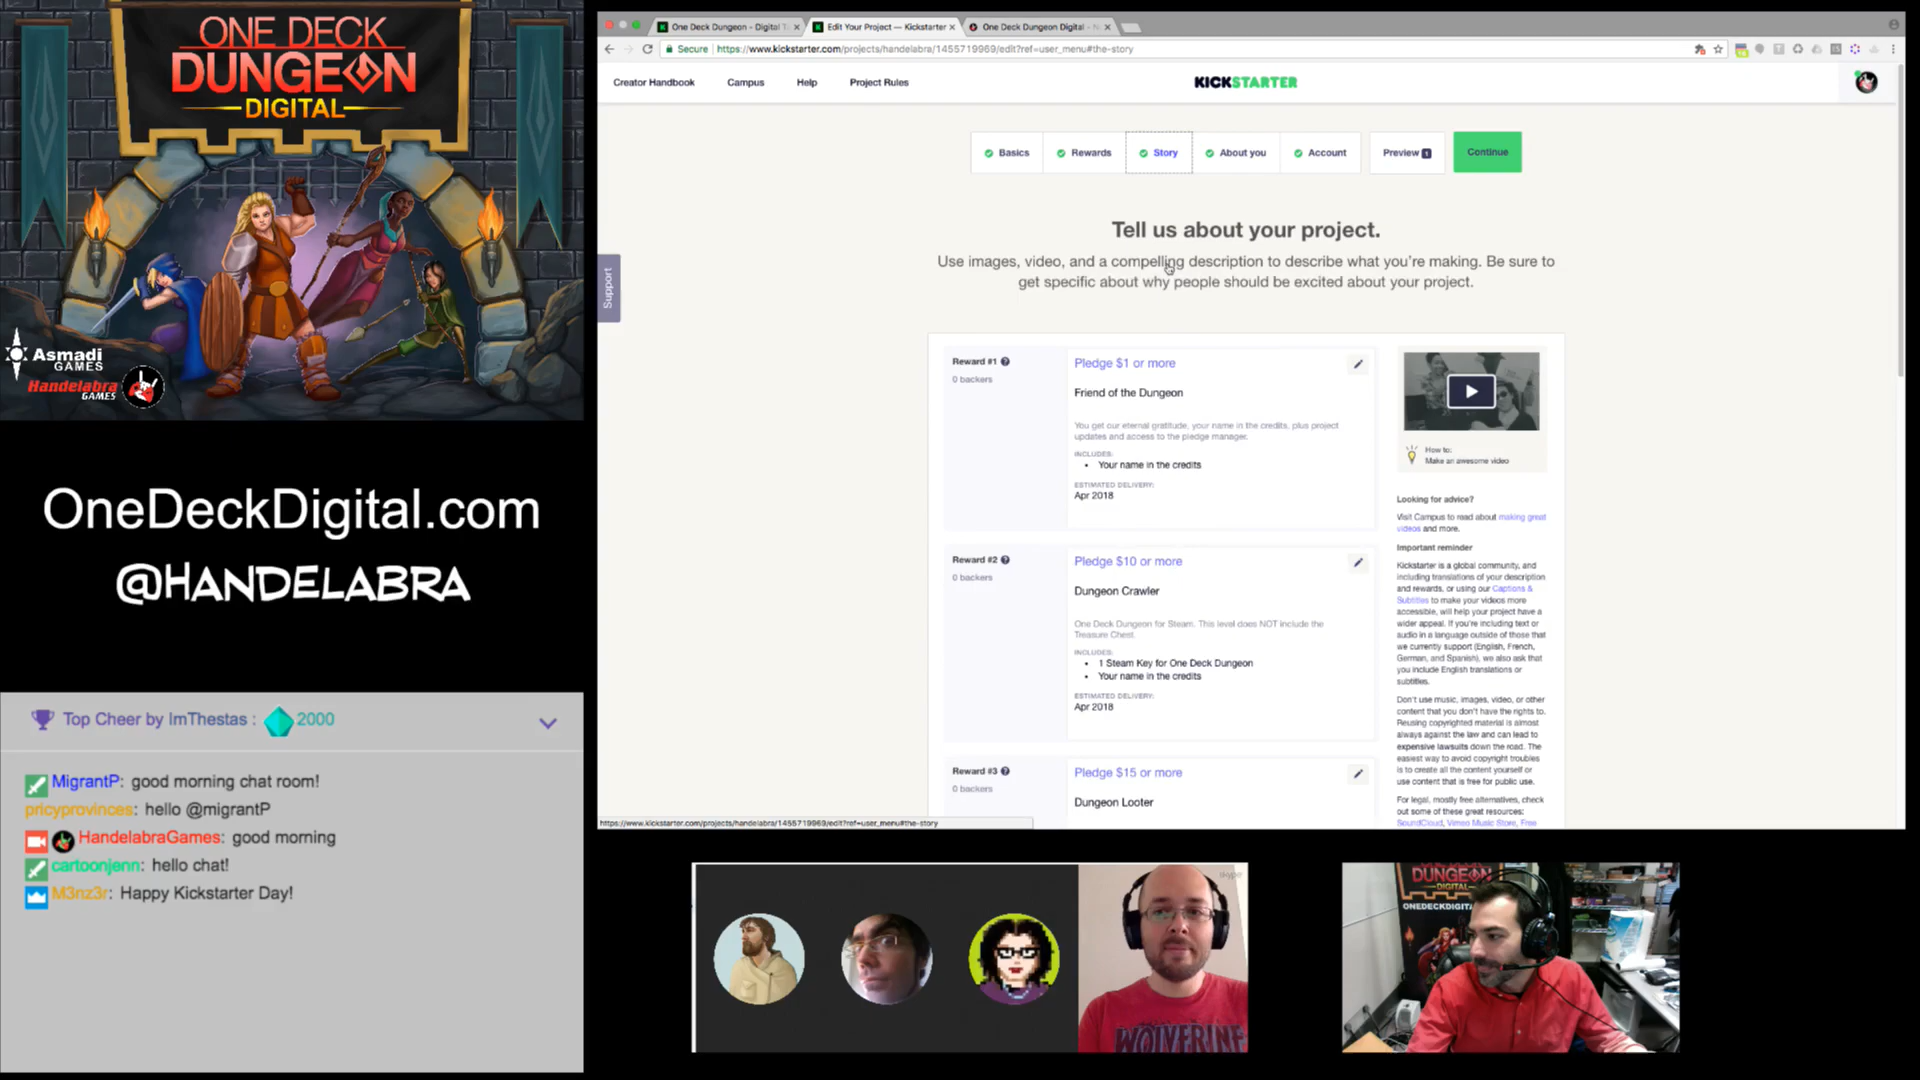 ONE DECK
DUNGEON
DIGITAL
Asmadi
GAMES
Handelabra
GAMES
OneDeckDigital.com
@HANDELABRA
Top Cheer by ImThestas : 2000
MigrantP: good morning chat room!
pricyprovinces: hello @migrantP
HandelabraGames: good morning
cartoonjenn: hello chat!
M3nz3r: Happy Kickstarter Day!
One Deck Dungeon - Digital
Edit Your Project — Kickstarter
One Deck Dungeon Digital -
Secure https://www.kickstarter.com/projects/handelabra/1455719969/edit?ref=user_menu#the-story
Creator Handbook Campus Help Project Rules KICKSTARTER
Basics Rewards Story About you Account Preview Continue
Support
Tell us about your project.
Use images, video, and a compelling description to describe what you're making. Be sure to
get specific about why people should be excited about your project.
Reward #1
0 backers
Pledge $1 or more
Friend of the Dungeon
You get our eternal gratitude, your name in the credits, plus project
updates and access to the pledge manager.
INCLUDES:
• Your name in the credits
ESTIMATED DELIVERY:
Apr 2018
Reward #2
0 backers
Pledge $10 or more
Dungeon Crawler
One Deck Dungeon for Steam. This level does NOT include the
Treasure Chest.
INCLUDES:
• 1 Steam Key for One Deck Dungeon
• Your name in the credits
ESTIMATED DELIVERY:
Apr 2018
Reward #3
0 backers
Pledge $15 or more
Dungeon Looter
How to:
Make an awesome video
Looking for advice?
Visit Campus to read about making great
videos and more.
Important reminder
Kickstarter is a global community, and
including translations of your description
and rewards, or using our Captions &
Subtitles to make your videos more
accessible, will help your project have a
wider appeal. If you're including text or
audio in a language outside of those that
we currently support (English, French,
German, and Spanish), we also ask that
you include English translations or
subtitles.
Don't use music, images, video, or other
content that you don't have the rights to.
Reusing copyrighted material is almost
always against the law and can lead to
expensive lawsuits down the road. The
easiest way to avoid copyright troubles
is to create all the content yourself or
use content that is free for public use.
For legal, mostly free alternatives, check
out some of these great resources:
SoundCloud, Vimeo Music Store, Free
https://www.kickstarter.com/projects/handelabra/1455719969/edit?ref=user_menu#the-story
skype
WOLVERINE
DUNGEON
DIGITAL
ONEDECKDIGITA